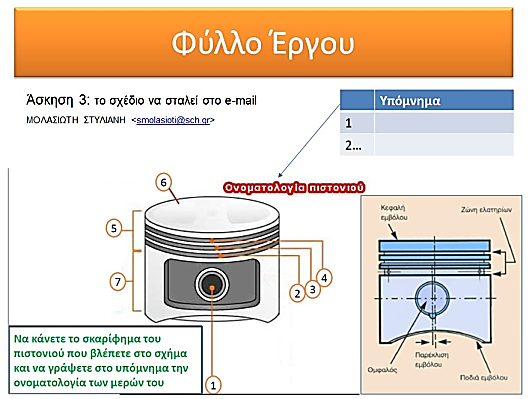 Φύλλο Έργου
Άσκηση 3: το σχέδιο να σταλεί στο e-mail
ΜΟΛΑΣΙΩΤΗ ΣΤΥΛΙΑΝΗ <smolasioti@sch.gr>
Υπόμνημα
1
2...
Ονοματολογία πιστονιού
6
5
7
4
3
2
1
Κεφαλή
εμβόλου
Ζώνη ελατηρίων
Παρέκλιση
εμβόλου
Ομφαλός
Ποδιά εμβόλου
Να κάνετε το σκαρίφημα του
πιστονιού που βλέπετε στο σχήμα
και να γράψετε στο υπόμνημα την
ονοματολογία των μερών του